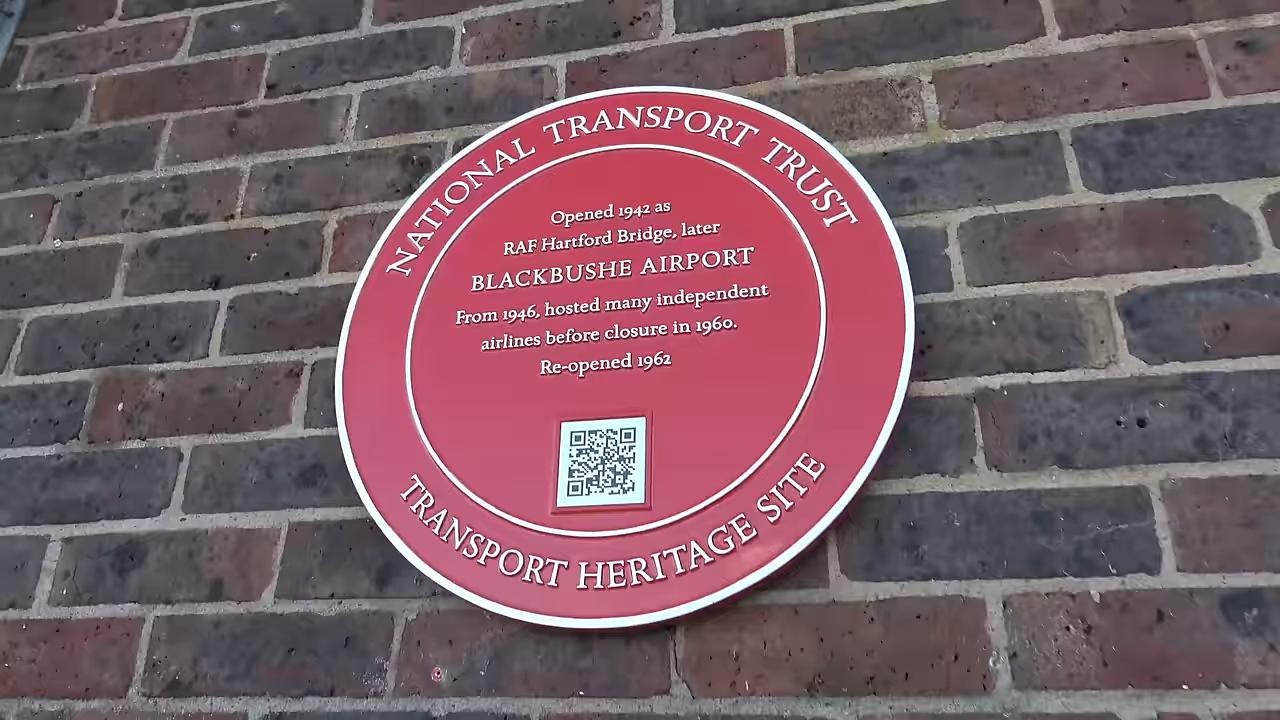 NATIONAL TRANSPORT TRUST
Opened 1942 as
RAF Hartford Bridge, later
BLACKBUSHE AIRPORT
From 1946, hosted many independent
airlines before closure in 1960.
Re-opened 1962
TRANSPORT HERITAGE SITE